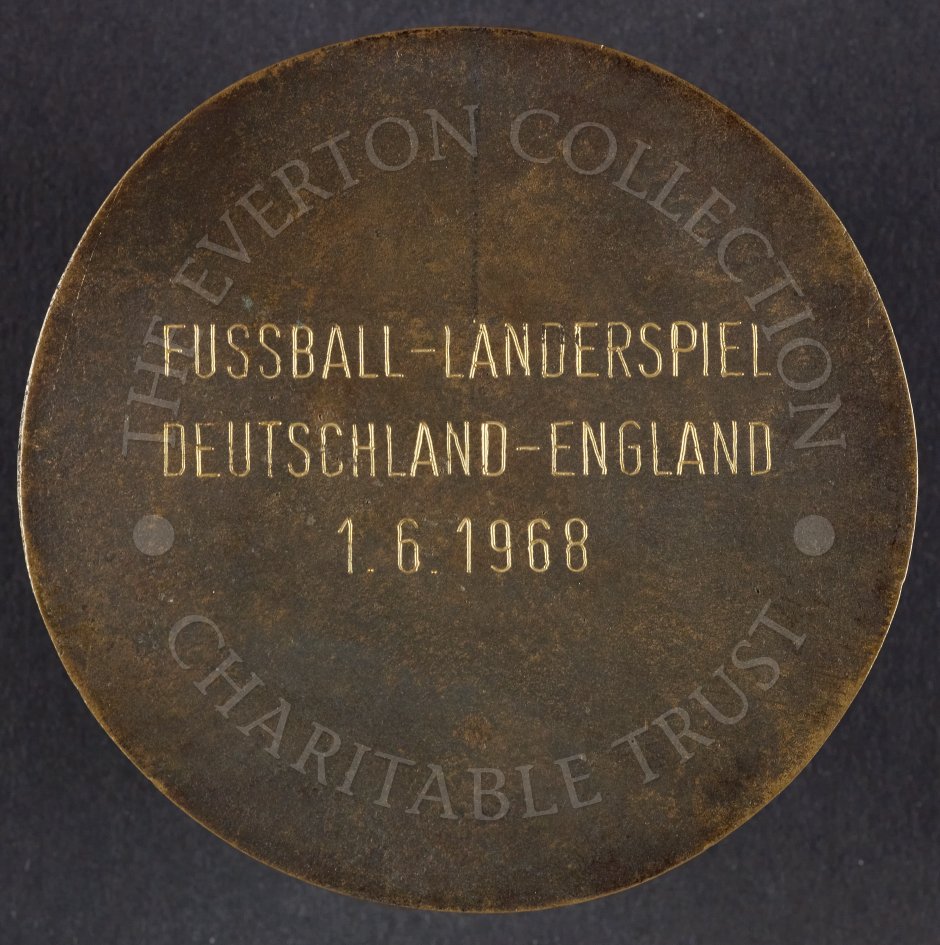 THE EVERTON COLLECTION
FUSSBALL-LANDERSPIEL
DEUTSCHLAND-ENGLAND
1.6.1968
CHARITABLE TRUST